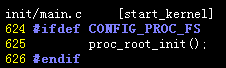 init/main.c     [start_kernel]
624 #ifdef CONFIG_PROC_FS
625         proc_root_init();
626 #endif